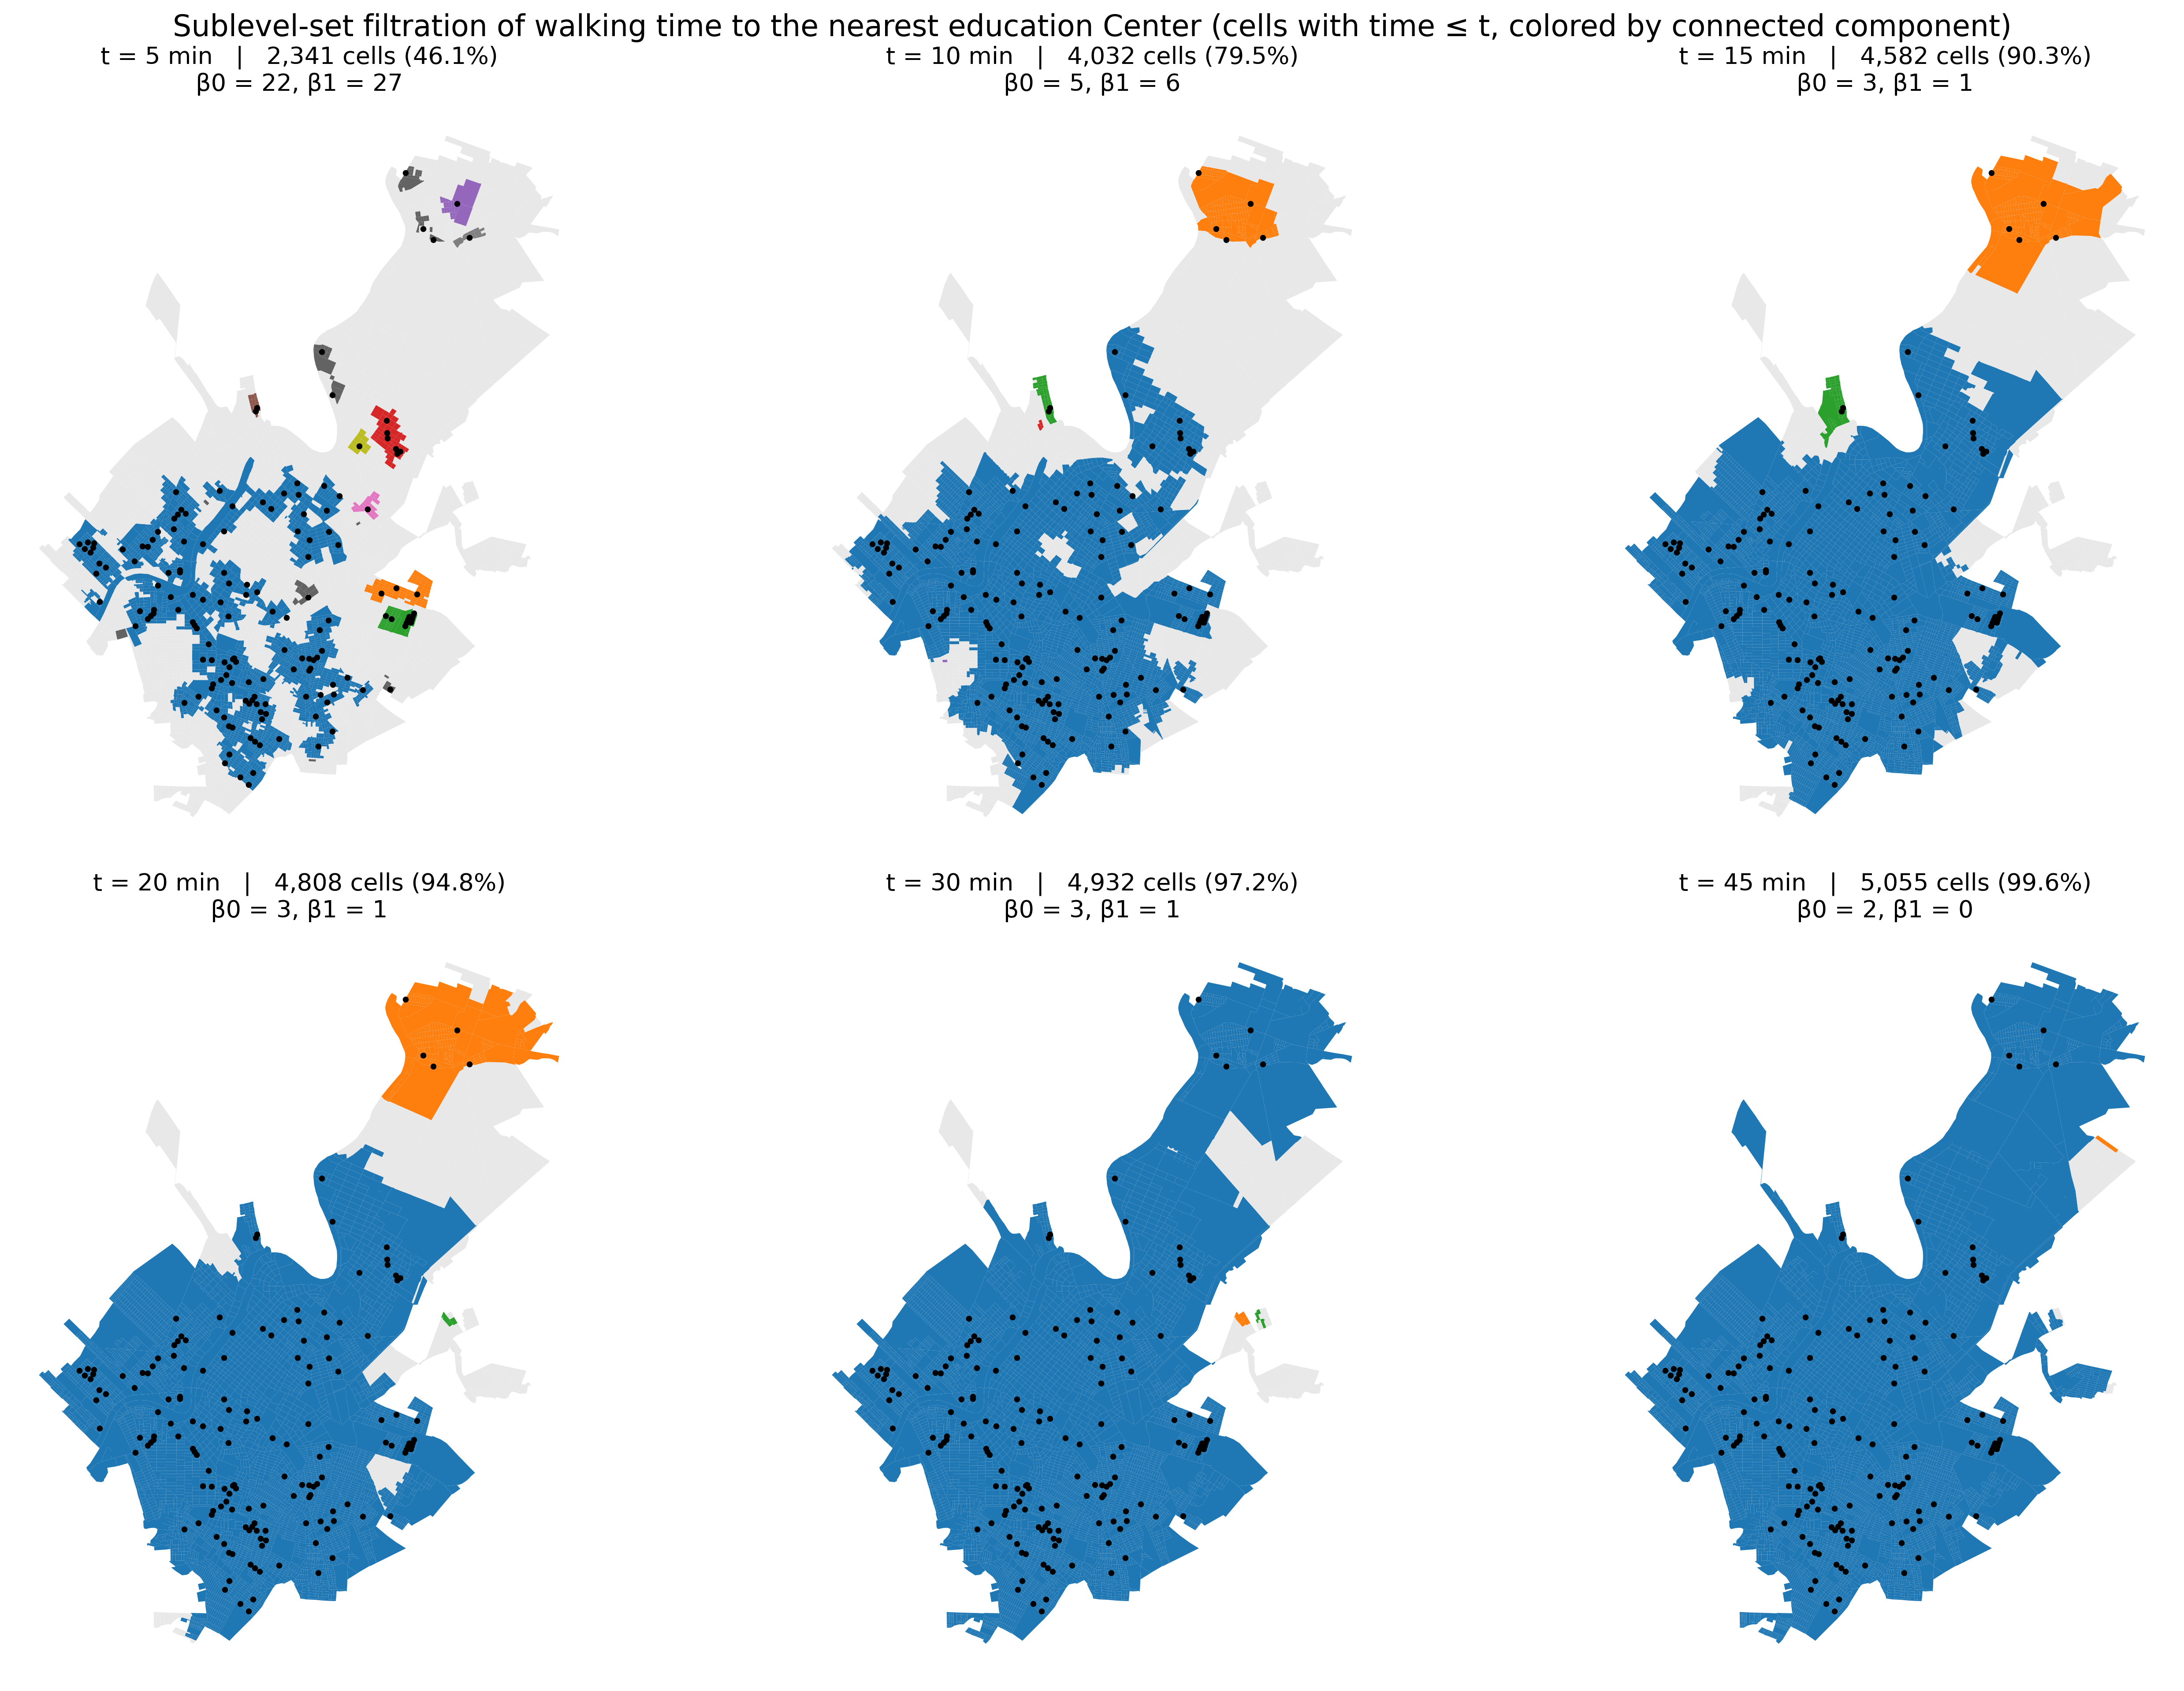 Sublevel-set filtration of walking time to the nearest education Center (cells with time ≤ t, colored by connected component)
t = 5 min | 2,341 cells (46.1%)
β0 = 22, β1 = 27
t = 10 min | 4,032 cells (79.5%)
β0 = 5, β1 = 6
t = 15 min | 4,582 cells (90.3%)
β0 = 3, β1 = 1
t = 20 min | 4,808 cells (94.8%)
β0 = 3, β1 = 1
t = 30 min | 4,932 cells (97.2%)
β0 = 3, β1 = 1
t = 45 min | 5,055 cells (99.6%)
β0 = 2, β1 = 0